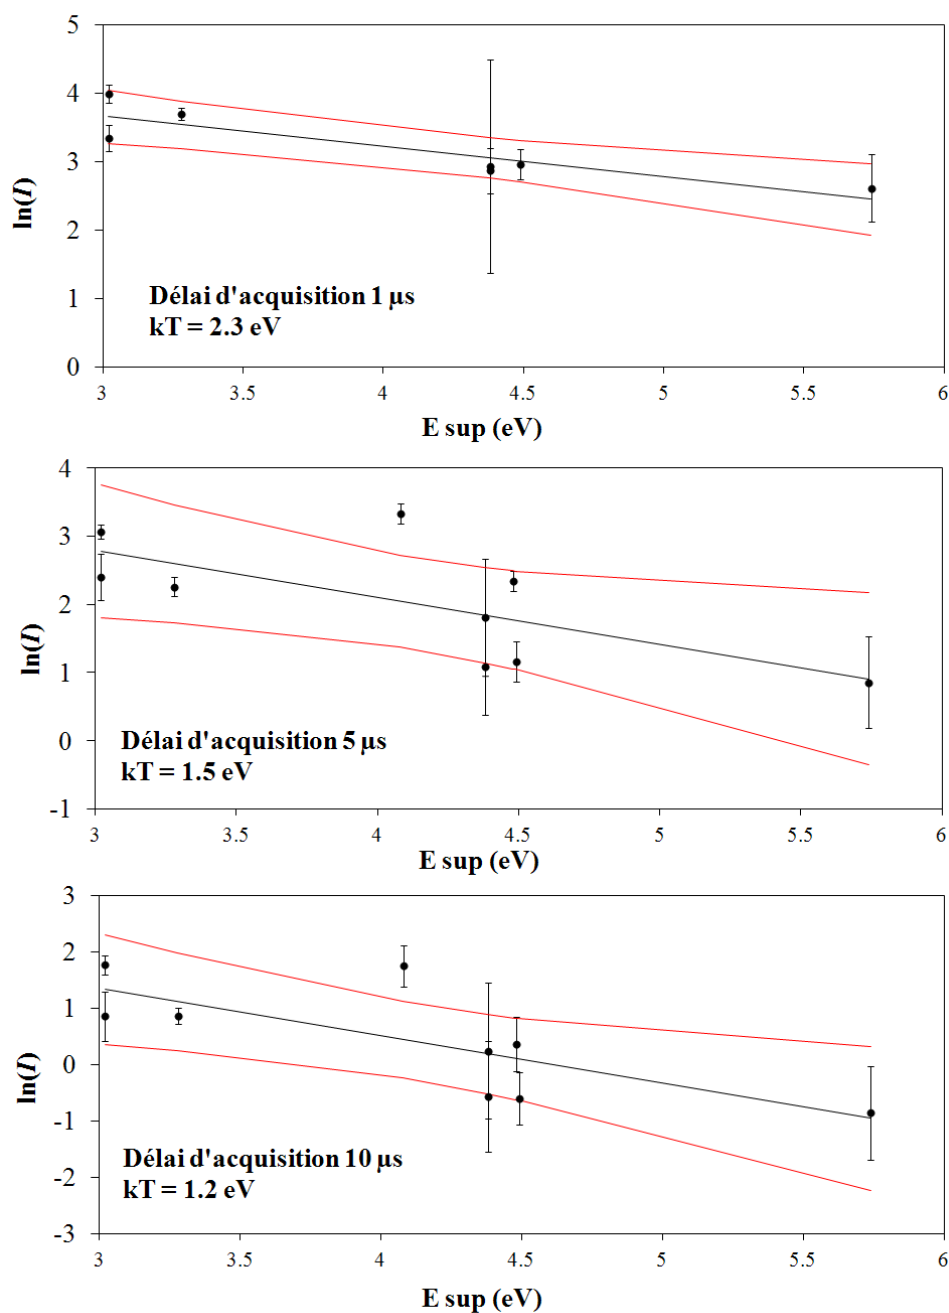 5
4
3
2
1
0
ln(I)
Délai d'acquisition 1 µs
kT = 2.3 eV
3 3.5 4 4.5 5 5.5 6
E sup (eV)
4
3
2
1
0
-1
ln(I)
Délai d'acquisition 5 µs
kT = 1.5 eV
3 3.5 4 4.5 5 5.5 6
E sup (eV)
3
2
1
0
-1
-2
-3
ln(I)
Délai d'acquisition 10 µs
kT = 1.2 eV
3 3.5 4 4.5 5 5.5 6
E sup (eV)